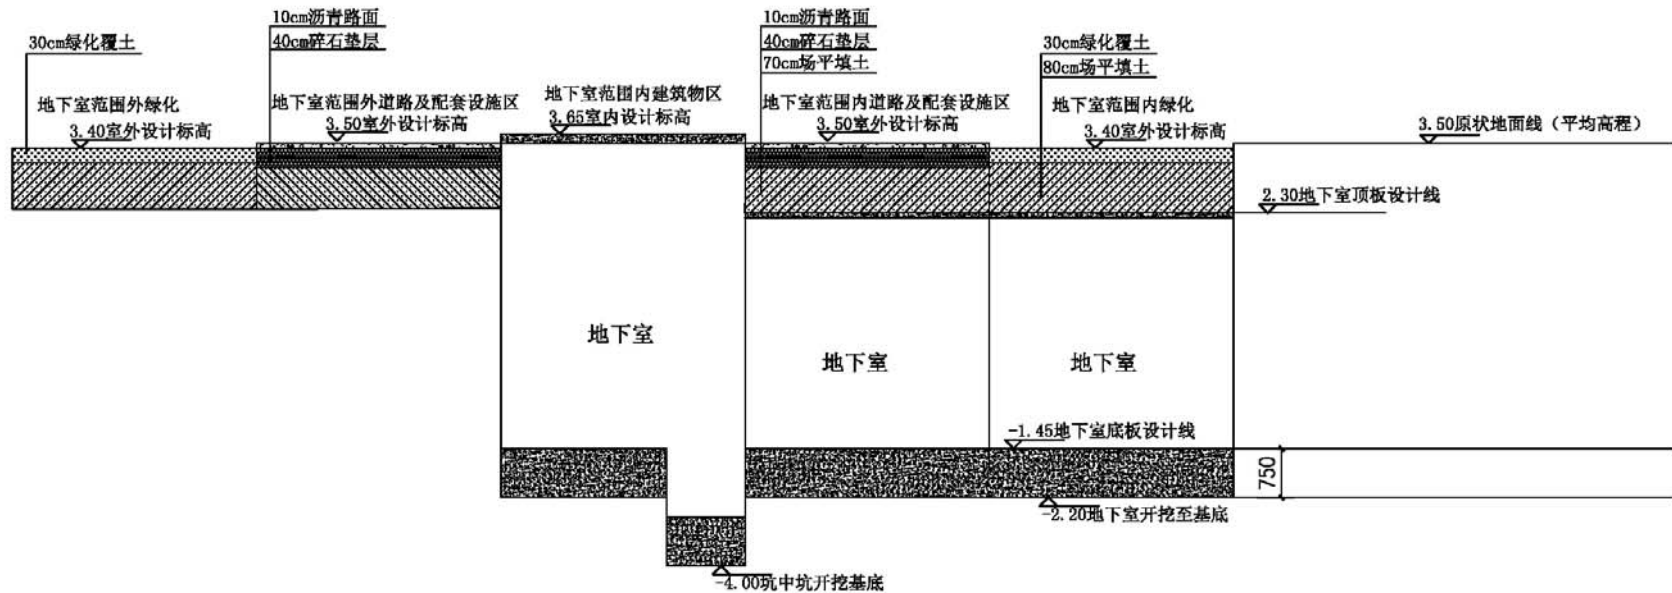 10cm沥青路面
40cm碎石垫层
30cm绿化覆土
10cm沥青路面
40cm碎石垫层
70cm场平填土
30cm绿化覆土
80cm场平填土
地下室范围外绿化
3.40室外设计标高
地下室范围外道路及配套设施区
3.50室外设计标高
地下室范围内建筑物区
3.65室内设计标高
地下室范围内道路及配套设施区
3.50室外设计标高
地下室范围内绿化
3.40室外设计标高
3.50原状地面线（平均高程）
2.30地下室顶板设计线
地下室
地下室
地下室
-1.45地下室底板设计线
750
-2.20地下室开挖至基底
-4.00坑中坑开挖基底